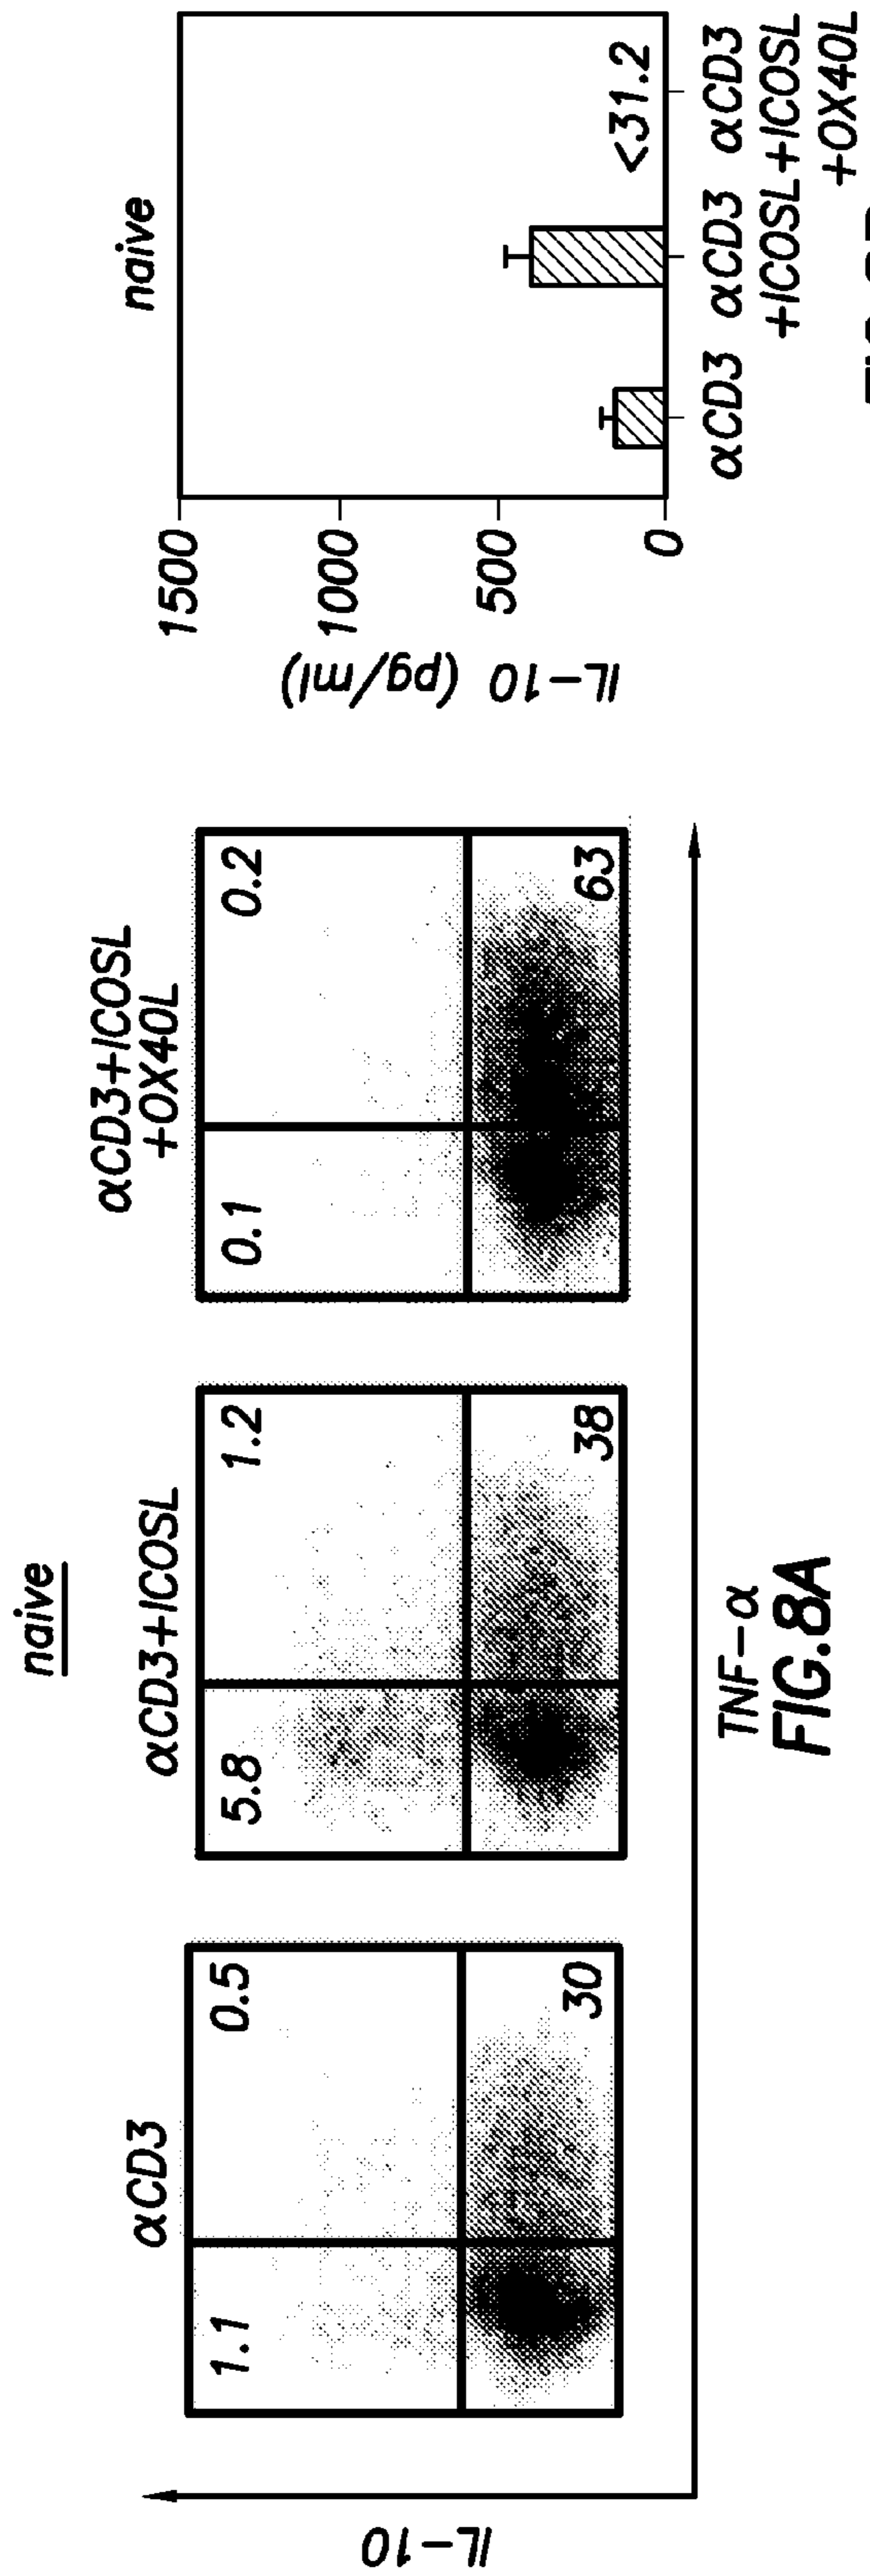 naive
αCD3
1.1
0.5
30
αCD3+ICOSL
5.8
1.2
38
αCD3+ICOSL
+OX40L
0.1
0.2
63
IL-10
TNF-α
FIG.8A
naive
1500
1000
500
0
IL-10 (pg/ml)
<31.2
αCD3 αCD3 αCD3
+ICOSL+ICOSL
+OX40L